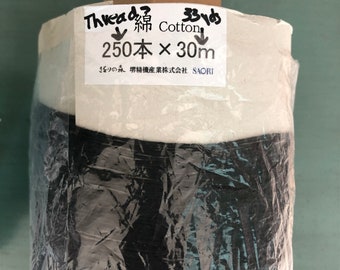 Thread? 33yds
綿 Cotton
250本 × 30m
さをりの森 堺繊機産業株式会社 SAORI